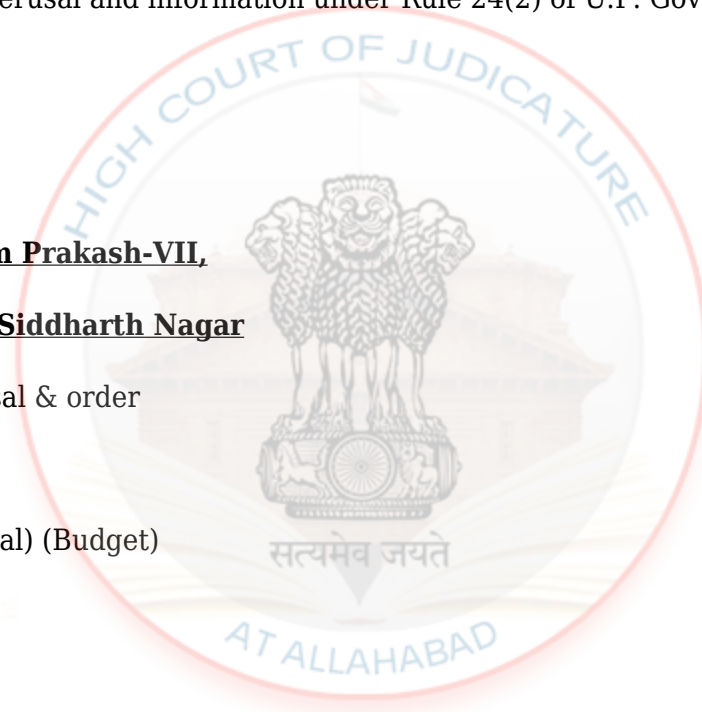 erusal and information under Rule 24(2) of U.P. Gov
HIGH COURT OF JUDICATURE
m Prakash-VII,
Siddharth Nagar
sal & order
al) (Budget)
सत्यमेव जयते
AT ALLAHABAD